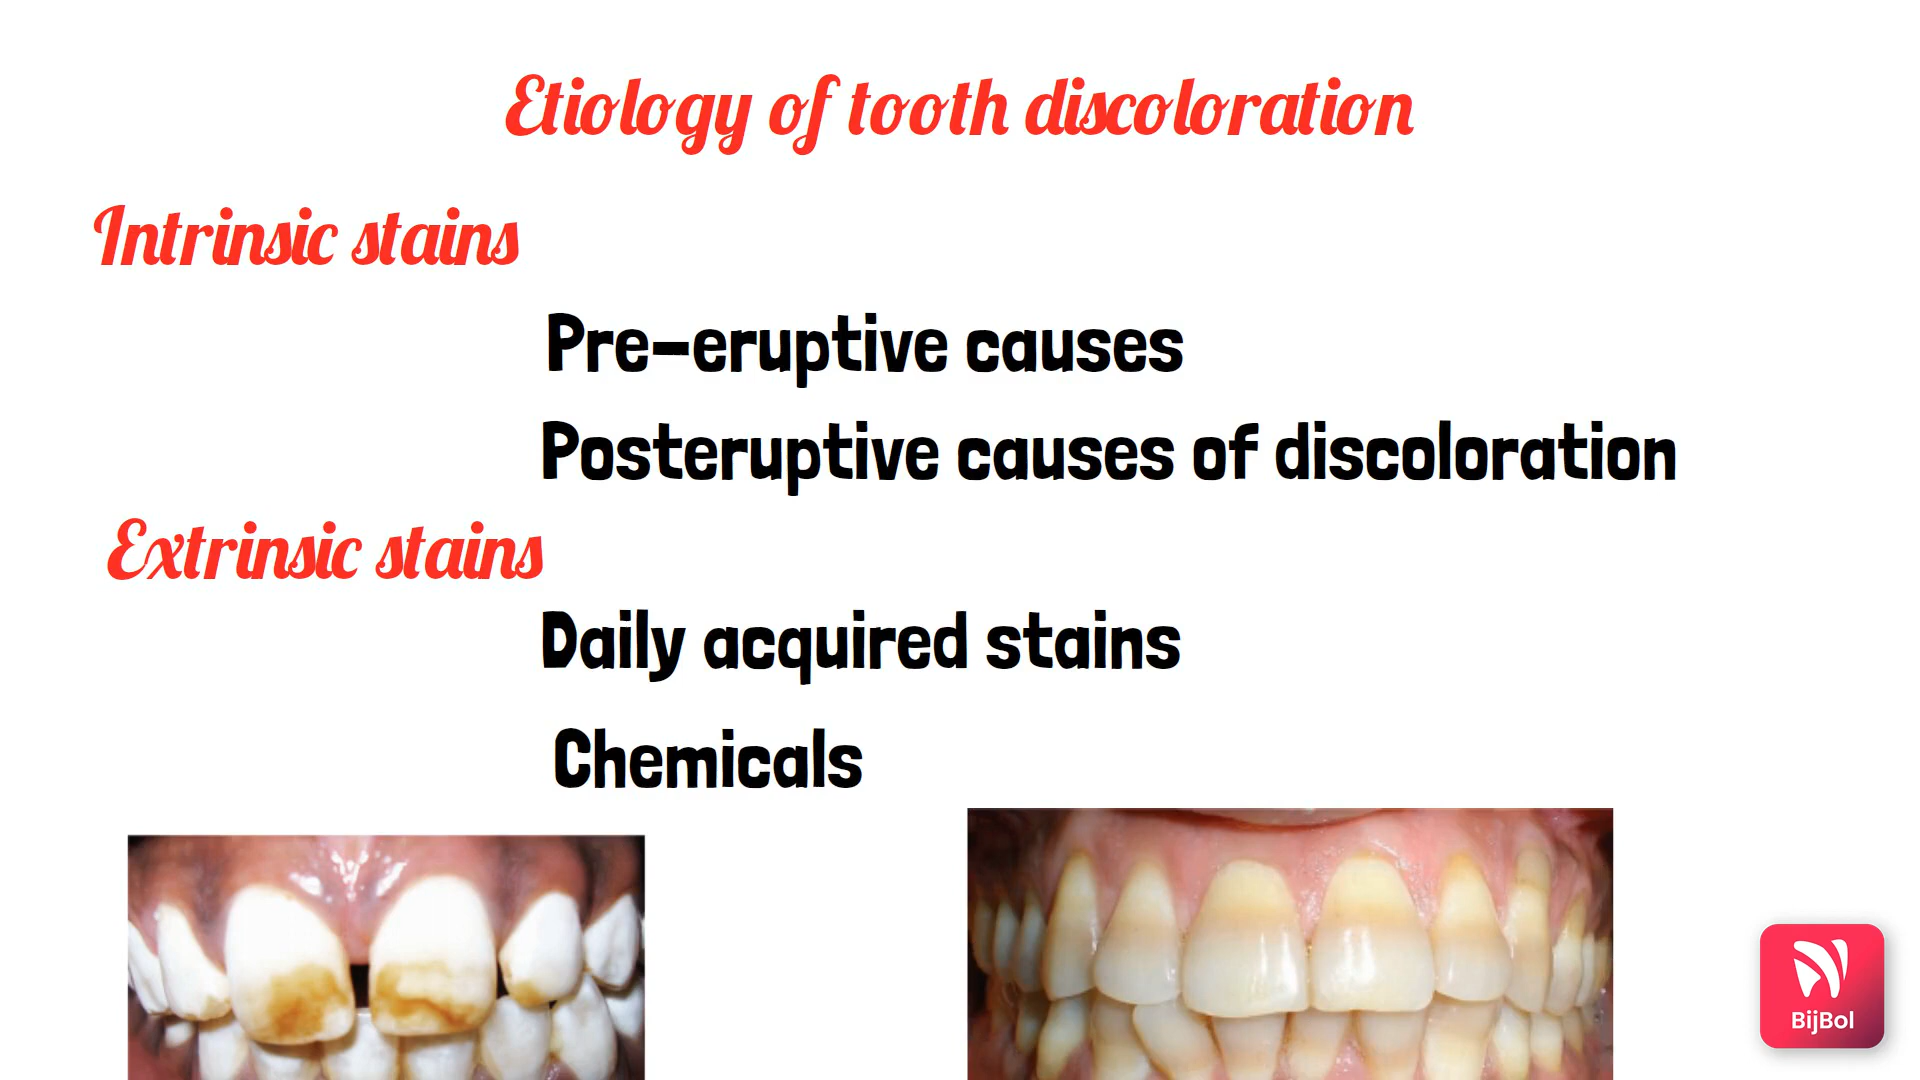 Etiology of tooth discoloration
Intrinsic stains
Pre-eruptive causes
Posteruptive causes of discoloration
Extrinsic stains
Daily acquired stains
Chemicals
BijBol